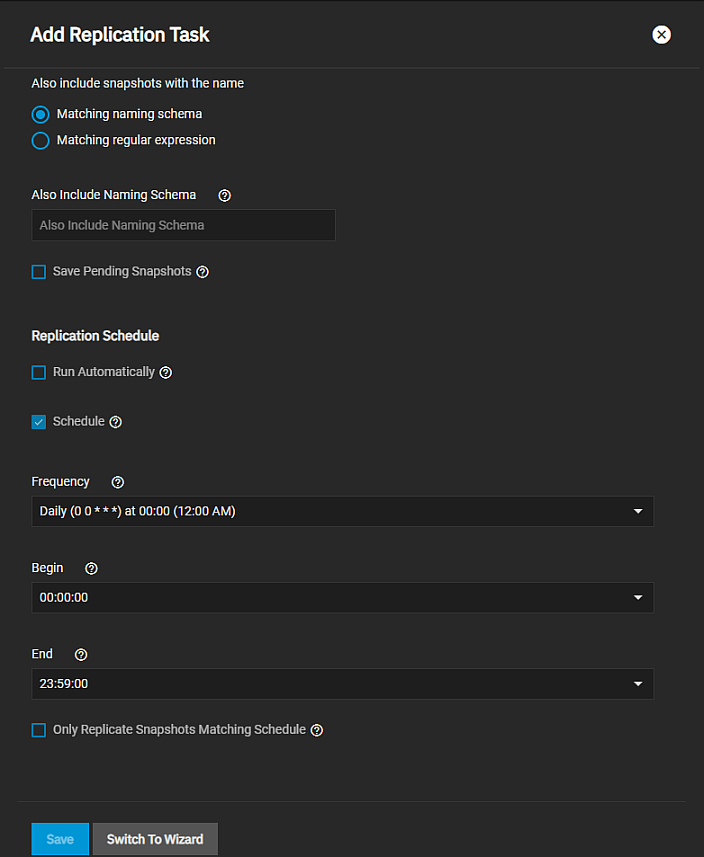 Add Replication Task
Also include snapshots with the name
Matching naming schema
Matching regular expression
Also Include Naming Schema
Also Include Naming Schema
Save Pending Snapshots
Replication Schedule
Run Automatically
Schedule
Frequency
Daily (0 0 * * *) at 00:00 (12:00 AM)
Begin
00:00:00
End
23:59:00
Only Replicate Snapshots Matching Schedule
Save
Switch To Wizard